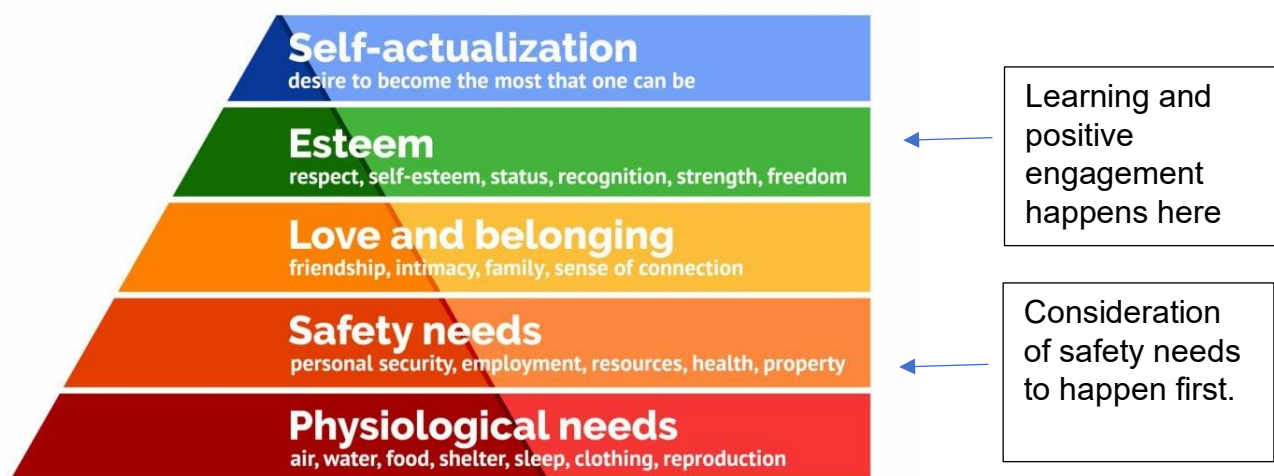 Self-actualization
desire to become the most that one can be
Esteem
respect, self-esteem, status, recognition, strength, freedom
Love and belonging
friendship, intimacy, family, sense of connection
Safety needs
personal security, employment, resources, health, property
Physiological needs
air, water, food, shelter, sleep, clothing, reproduction
Learning and
positive
engagement
happens here
Consideration
of safety needs
to happen first.